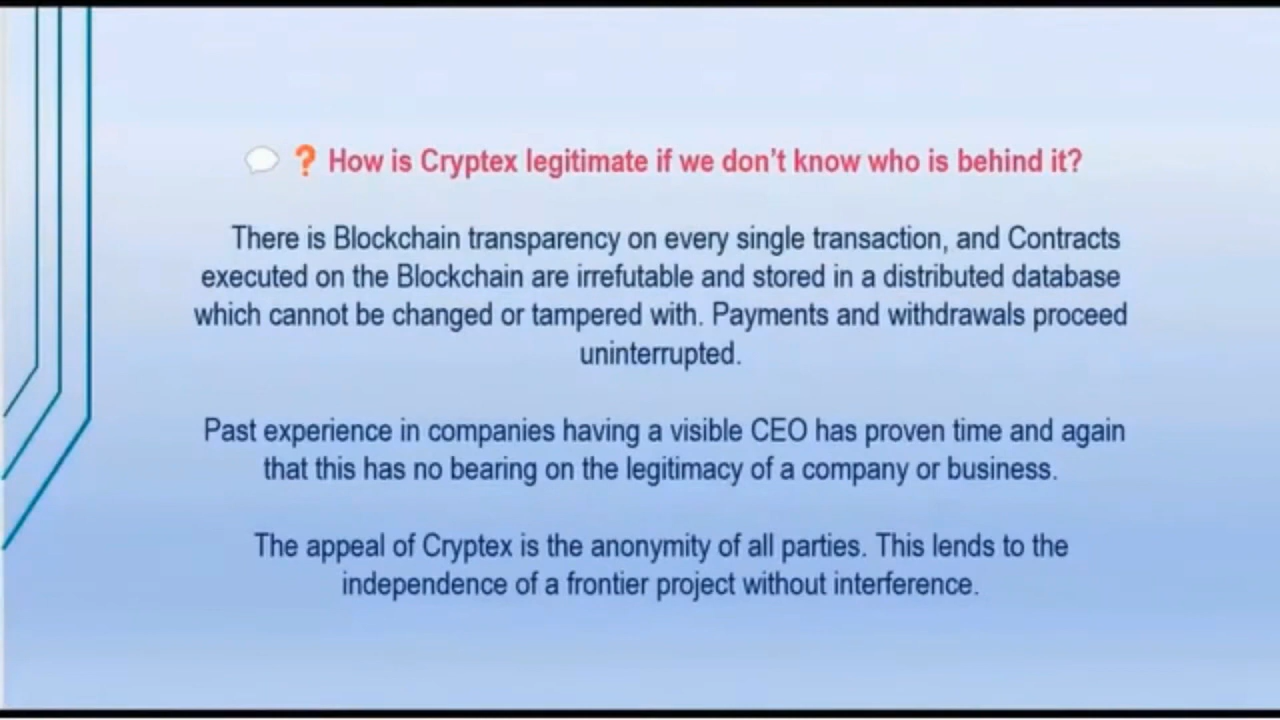 💬 ❓ How is Cryptex legitimate if we don't know who is behind it?
There is Blockchain transparency on every single transaction, and Contracts
executed on the Blockchain are irrefutable and stored in a distributed database
which cannot be changed or tampered with. Payments and withdrawals proceed
uninterrupted.
Past experience in companies having a visible CEO has proven time and again
that this has no bearing on the legitimacy of a company or business.
The appeal of Cryptex is the anonymity of all parties. This lends to the
independence of a frontier project without interference.